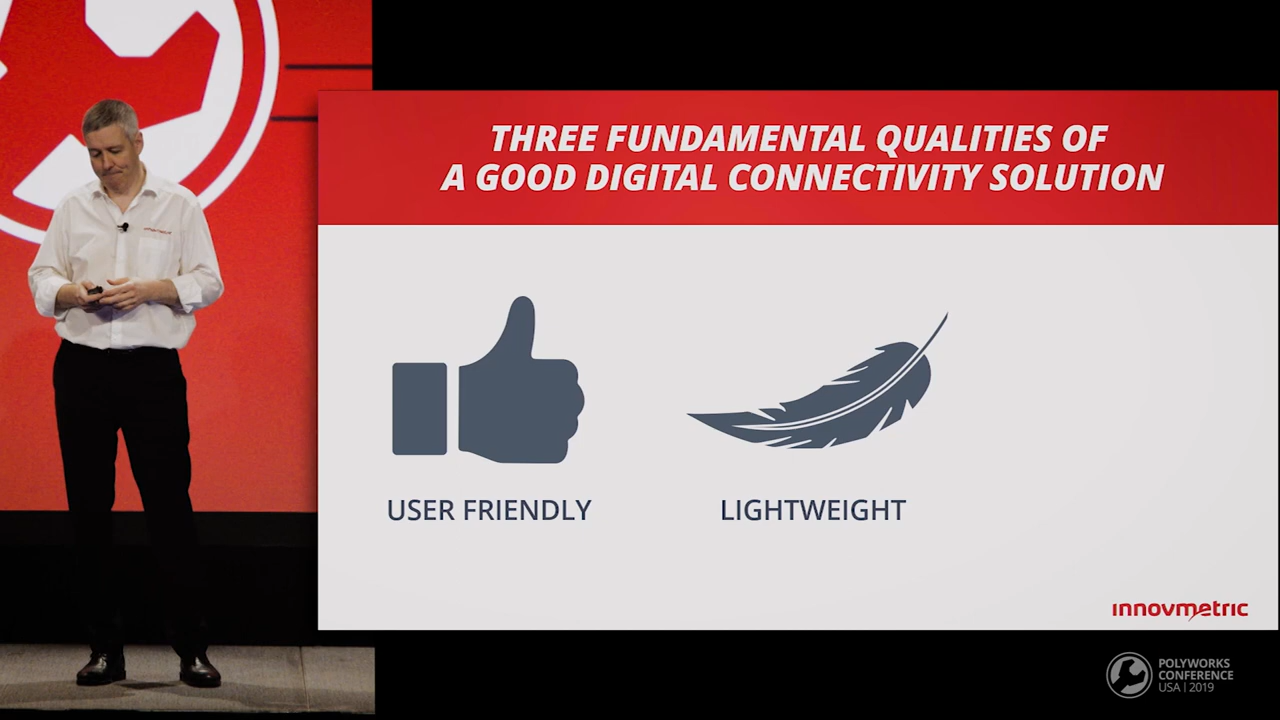 THREE FUNDAMENTAL QUALITIES OF
A GOOD DIGITAL CONNECTIVITY SOLUTION
USER FRIENDLY
LIGHTWEIGHT
innovmetric
POLYWORKS
CONFERENCE
USA | 2019